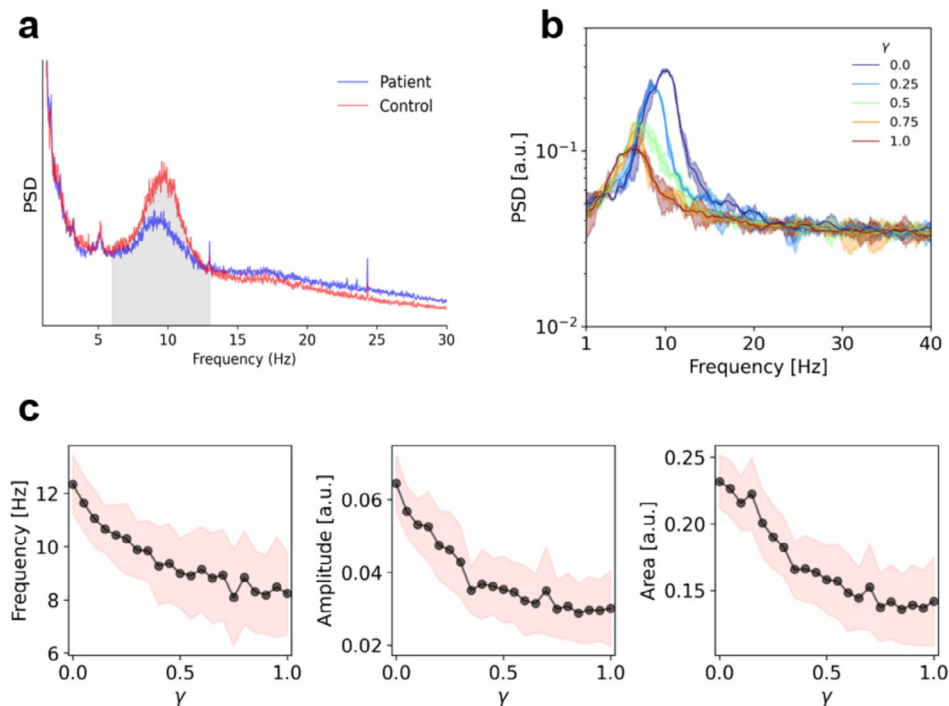 a
PSD
Patient
Control
5
10
15
20
25
30
Frequency (Hz)
b
PSD [a.u.]
10⁻¹
10⁻²
γ
0.0
0.25
0.5
0.75
1.0
1
10
20
30
40
Frequency [Hz]
c
Frequency [Hz]
12
10
8
6
0.0
0.5
1.0
γ
Amplitude [a.u.]
0.06
0.04
0.02
0.0
0.5
1.0
γ
Area [a.u.]
0.25
0.20
0.15
0.0
0.5
1.0
γ